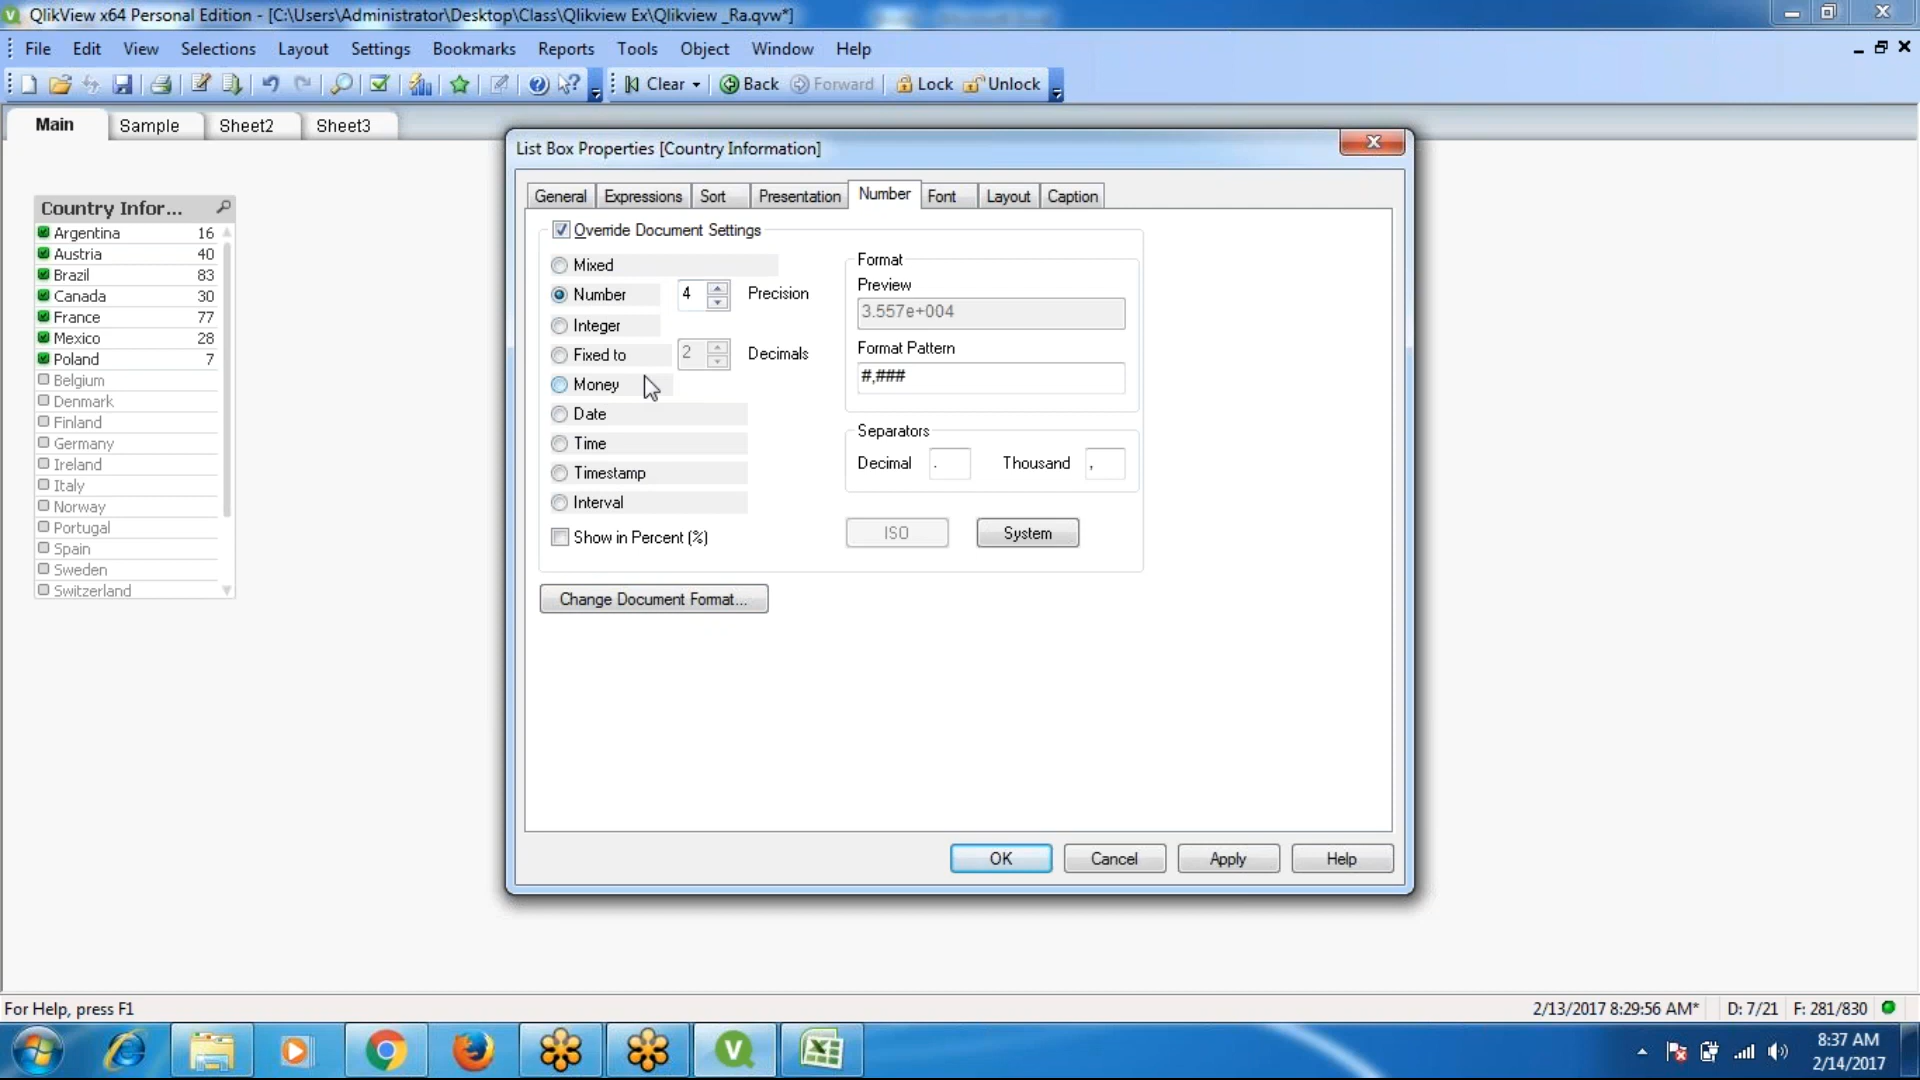 QlikView x64 Personal Edition - [C:\Users\Administrator\Desktop\Class\Qlikview Ex\Qlikview _Ra.qvw*]
File Edit View Selections Layout Settings Bookmarks Reports Tools Object Window Help
Clear Back Forward Lock Unlock
Main Sample Sheet2 Sheet3
Country Infor...
Argentina 16
Austria 40
Brazil 83
Canada 30
France 77
Mexico 28
Poland 7
Belgium
Denmark
Finland
Germany
Ireland
Italy
Norway
Portugal
Spain
Sweden
Switzerland
List Box Properties [Country Information]
General Expressions Sort Presentation Number Font Layout Caption
Override Document Settings
Mixed
Number 4 Precision
Integer
Fixed to 2 Decimals
Money
Date
Time
Timestamp
Interval
Show in Percent (%)
Format
Preview
3.557e+004
Format Pattern
#,###
Separators
Decimal . Thousand ,
ISO System
Change Document Format...
OK Cancel Apply Help
For Help, press F1
2/13/2017 8:29:56 AM* D: 7/21 F: 281/830
8:37 AM
2/14/2017